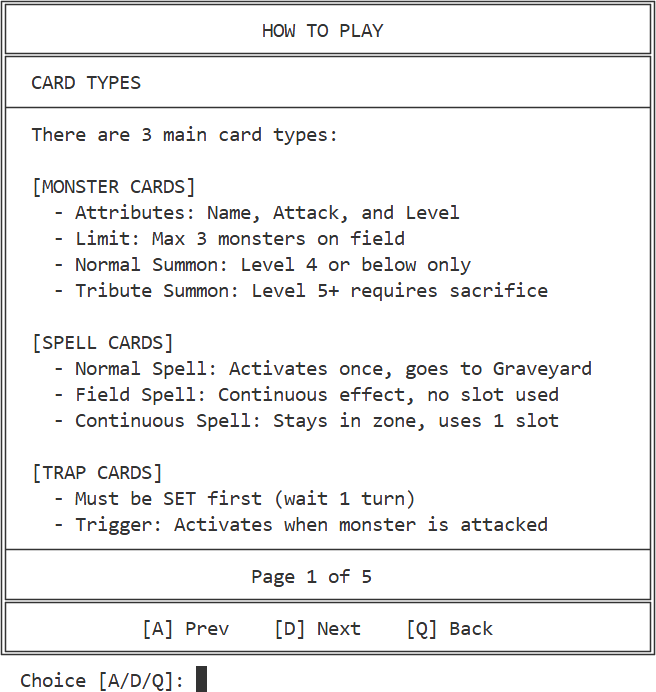 HOW TO PLAY
CARD TYPES
There are 3 main card types:
[MONSTER CARDS]
- Attributes: Name, Attack, and Level
- Limit: Max 3 monsters on field
- Normal Summon: Level 4 or below only
- Tribute Summon: Level 5+ requires sacrifice
[SPELL CARDS]
- Normal Spell: Activates once, goes to Graveyard
- Field Spell: Continuous effect, no slot used
- Continuous Spell: Stays in zone, uses 1 slot
[TRAP CARDS]
- Must be SET first (wait 1 turn)
- Trigger: Activates when monster is attacked
Page 1 of 5
[A] Prev    [D] Next    [Q] Back
Choice [A/D/Q]: